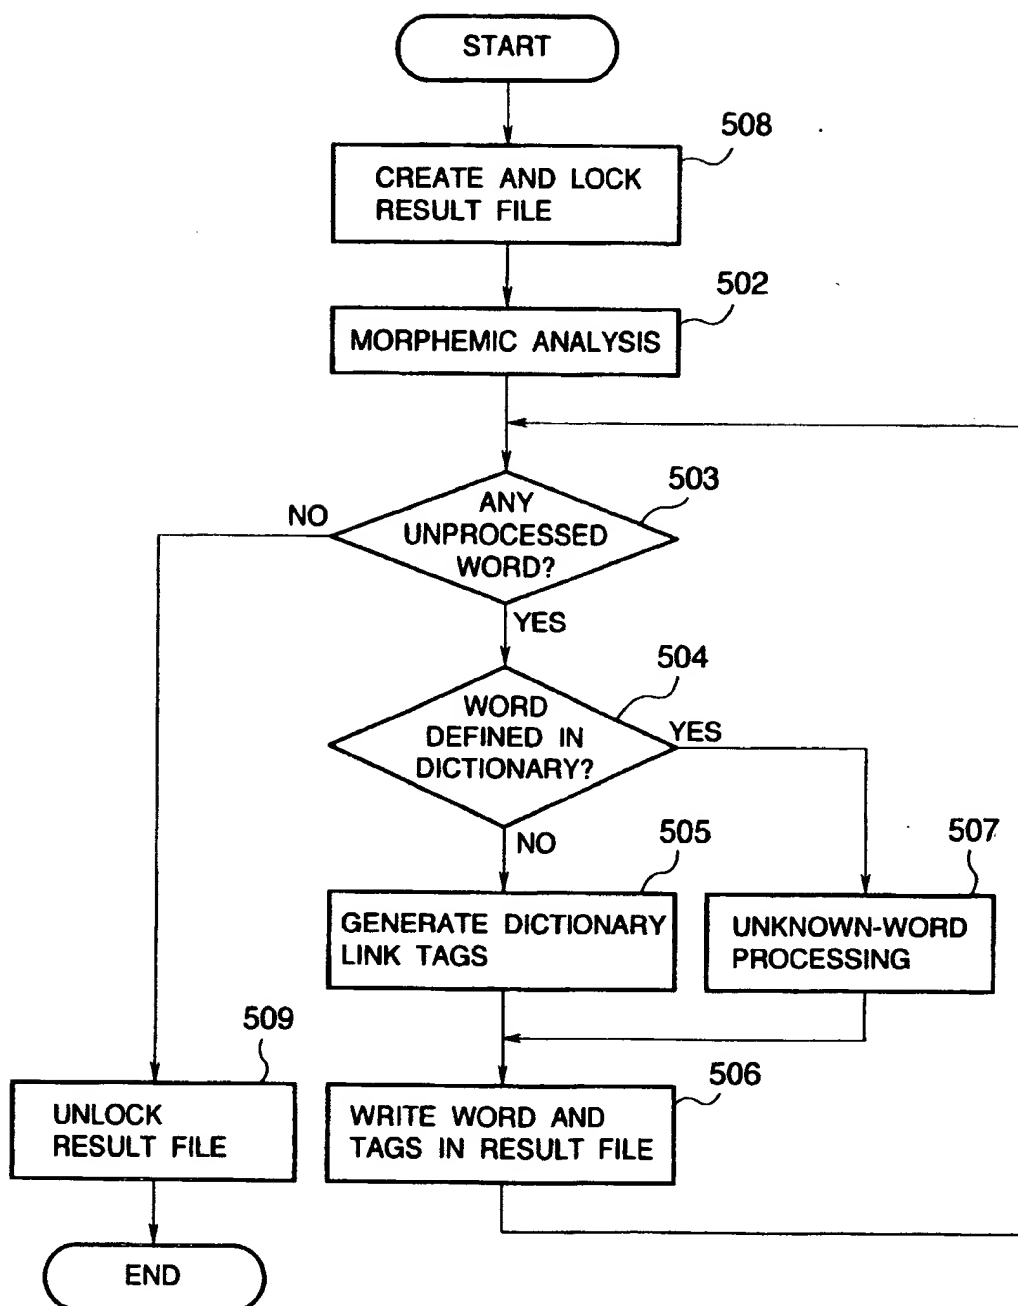 START
508
CREATE AND LOCK
RESULT FILE
502
MORPHEMIC ANALYSIS
503
NO
ANY
UNPROCESSED
WORD?
YES
504
WORD
DEFINED IN
DICTIONARY?
YES
NO
505
507
GENERATE DICTIONARY
LINK TAGS
UNKNOWN-WORD
PROCESSING
509
506
UNLOCK
RESULT FILE
WRITE WORD AND
TAGS IN RESULT FILE
END